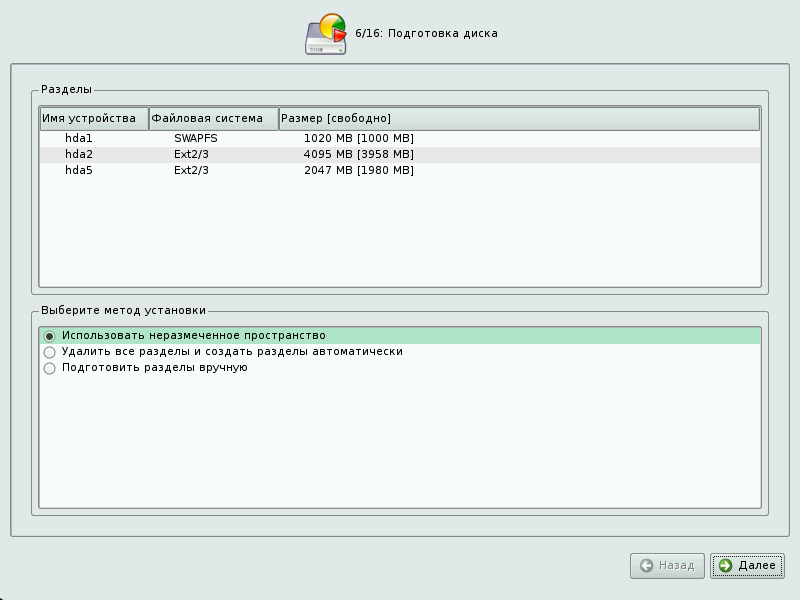 6/16: Подготовка диска
Разделы
Имя устройства Файловая система Размер [свободно]
hda1 SWAPFS 1020 MB [1000 MB]
hda2 Ext2/3 4095 MB [3958 MB]
hda5 Ext2/3 2047 MB [1980 MB]
Выберите метод установки
Использовать неразмеченное пространство
Удалить все разделы и создать разделы автоматически
Подготовить разделы вручную
Назад Далее